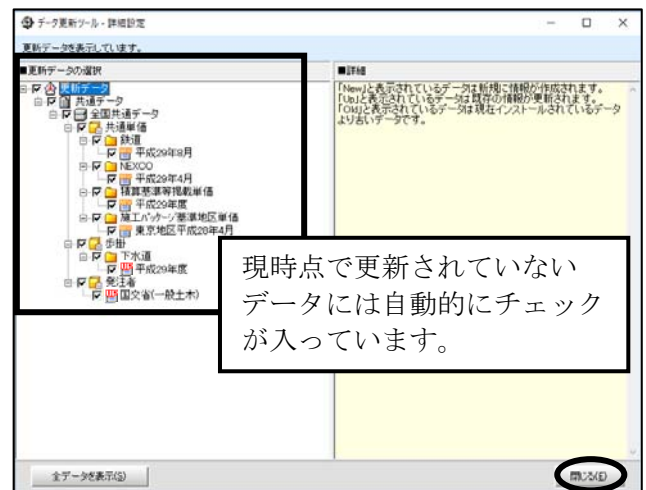 データ更新ツール - 詳細設定
更新データを表示しています。
■更新データの選択
更新データ
共通データ
全国共通データ
共通単価
鉄道
平成29年8月
NEXCO
平成29年4月
積算基準等掲載単価
平成29年度
施工パッケージ標準地区単価
東京地区平成28年4月
歩掛
下水道
平成29年度
発注者
国交省(一般土木)
■詳細
「New」と表示されているデータは新規に情報が作成されます。
「Up」と表示されているデータは既存の情報が更新されます。
「Old」と表示されているデータは現在インストールされているデータ
より古いデータです。
現時点で更新されていない
データには自動的にチェック
が入っています。
全データを表示(S)
閉じる(E)